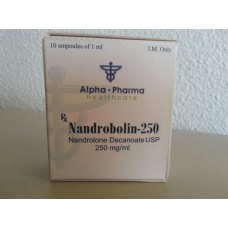 10 ampoules of 1 ml
I.M. Only
Alpha-Pharma
healthcare
Rx
Nandrobolin-250
Nandrolone Decanoate USP
250 mg/ml